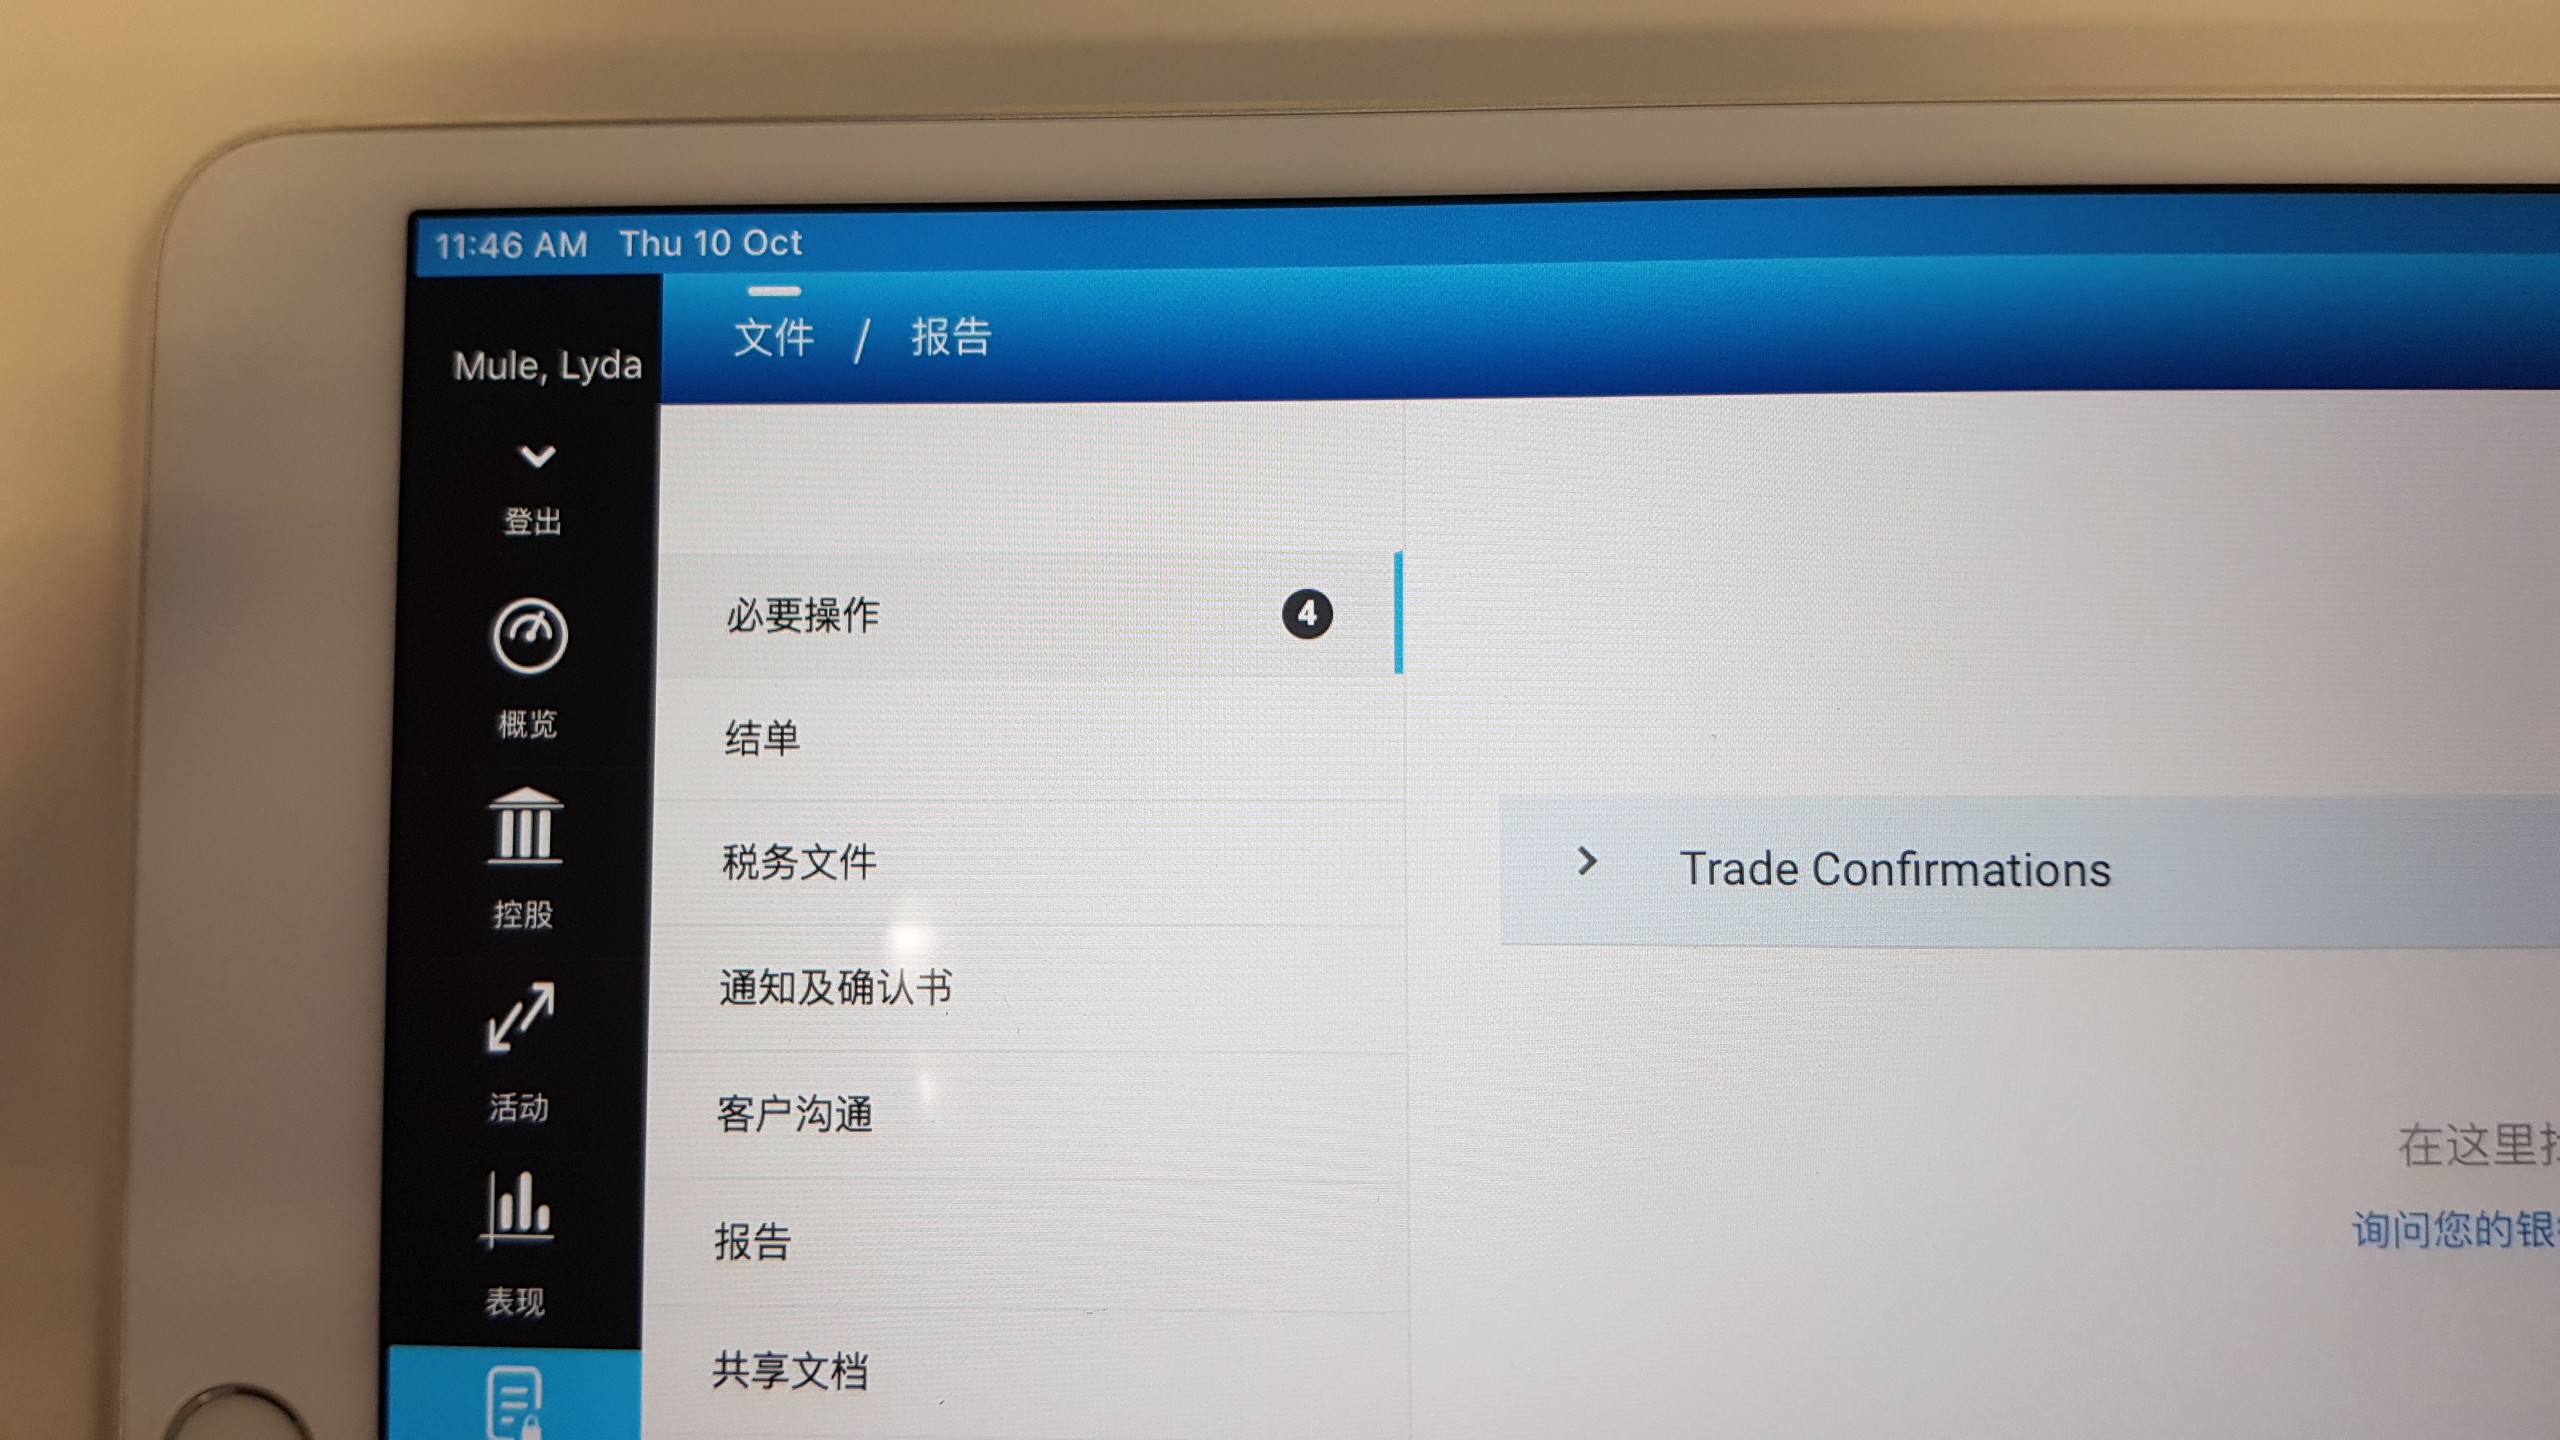 11:46 AM Thu 10 Oct
Mule, Lyda
文件 / 报告
登出
概览
控股
活动
表现
必要操作 4
结单
税务文件
通知及确认书
客户沟通
报告
共享文档
Trade Confirmations
在这里
询问您的银